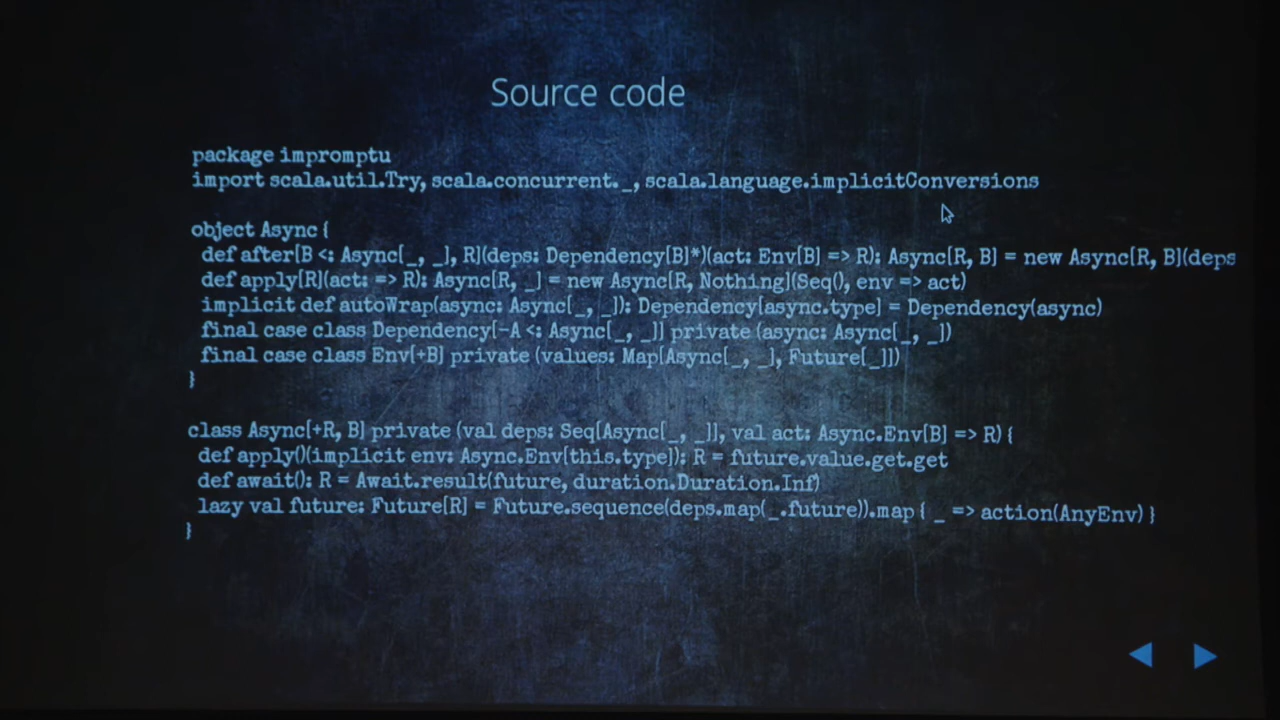 Source code
package impromptu
import scala.util.Try, scala.concurrent._, scala.language.implicitConversions
object Async {
def after[B <: Async[_, _], R](deps: Dependency[B]*)(act: Env[B] => R): Async[R, B] = new Async[R, B](deps
def apply[R](act: => R): Async[R, _] = new Async[R, Nothing](Seq(), env => act)
implicit def autoWrap(async: Async[_, _]): Dependency[async.type] = Dependency(async)
final case class Dependency[-A <: Async[_, _]] private (async: Async[_, _])
final case class Env[+B] private (values: Map[Async[_, _], Future[_]])
}
class Async[+R, B] private (val deps: Seq[Async[_, _]], val act: Async.Env[B] => R) {
def apply()(implicit env: Async.Env[this.type]): R = future.value.get.get
def await(): R = Await.result(future, duration.Duration.Inf)
lazy val future: Future[R] = Future.sequence(deps.map(_.future)).map { _ => action(AnyEnv) }
}